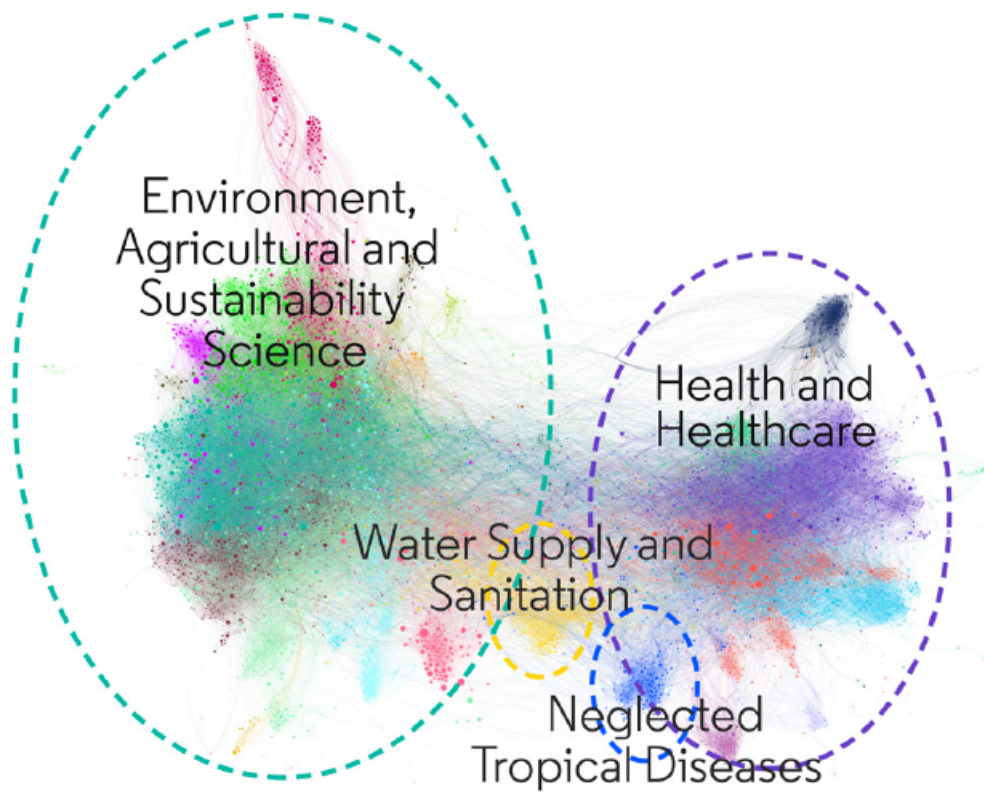 Environment,
Agricultural and
Sustainability
Science
Health and
Healthcare
Water Supply and
Sanitation
Neglected
Tropical Diseases